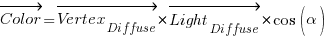 Color = Vertex_Diffuse * Light_Diffuse * cos(α)